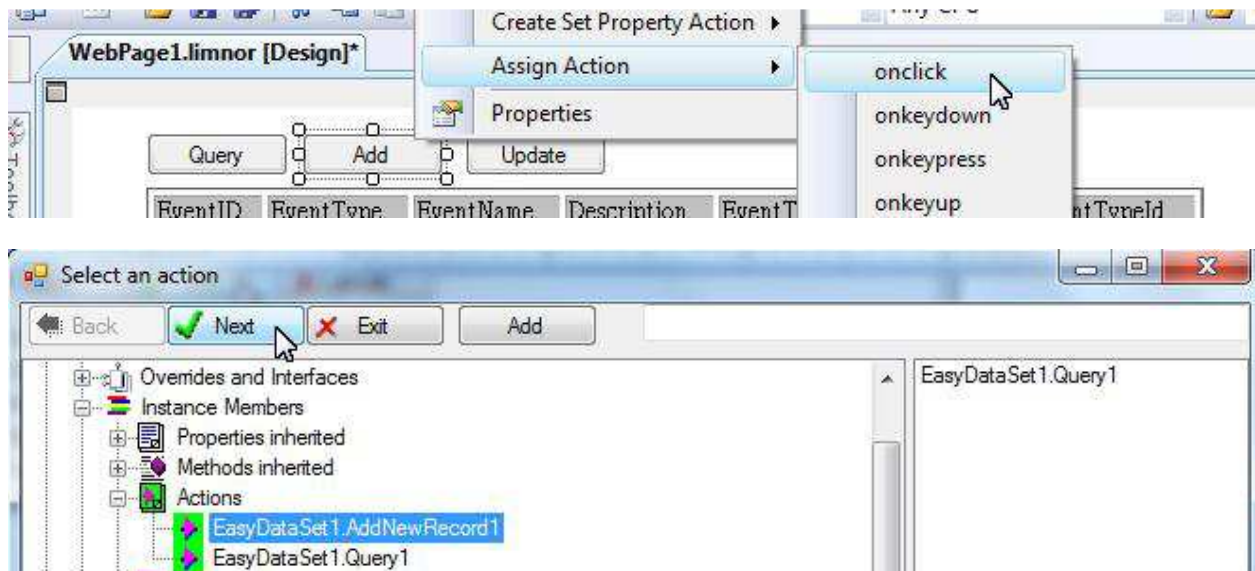 Create Set Property Action
WebPage1.limnor [Design]*
Assign Action
onclick
Properties
onkeydown
Query
Add
Update
onkeypress
EventID EventType EventName Description EventT
onkeyup
ntTypeId
Select an action
Back Next Exit Add
Overrides and Interfaces
EasyDataSet1.Query1
Instance Members
Properties inherited
Methods inherited
Actions
EasyDataSet1.AddNewRecord1
EasyDataSet1.Query1